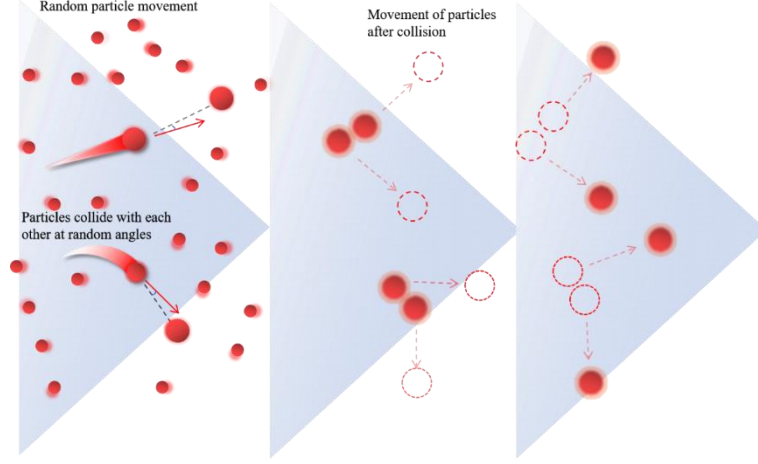 Random particle movement
Particles collide with each
other at random angles
Movement of particles
after collision